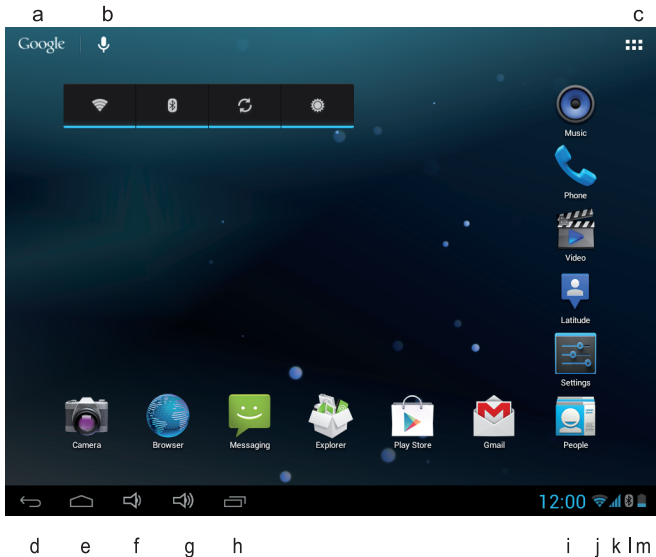 a b c
Google
Music
Phone
Video
Latitude
Settings
Camera Browser Messaging Explorer Play Store Gmail People
12:00
d e f g h i j k l m